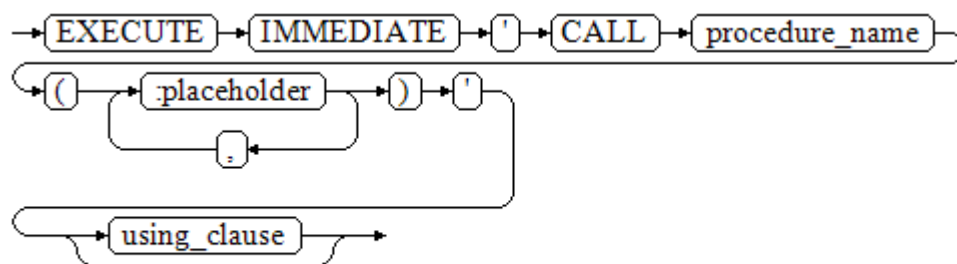 EXECUTE IMMEDIATE ' CALL procedure_name
( :placeholder ) '
,
using_clause